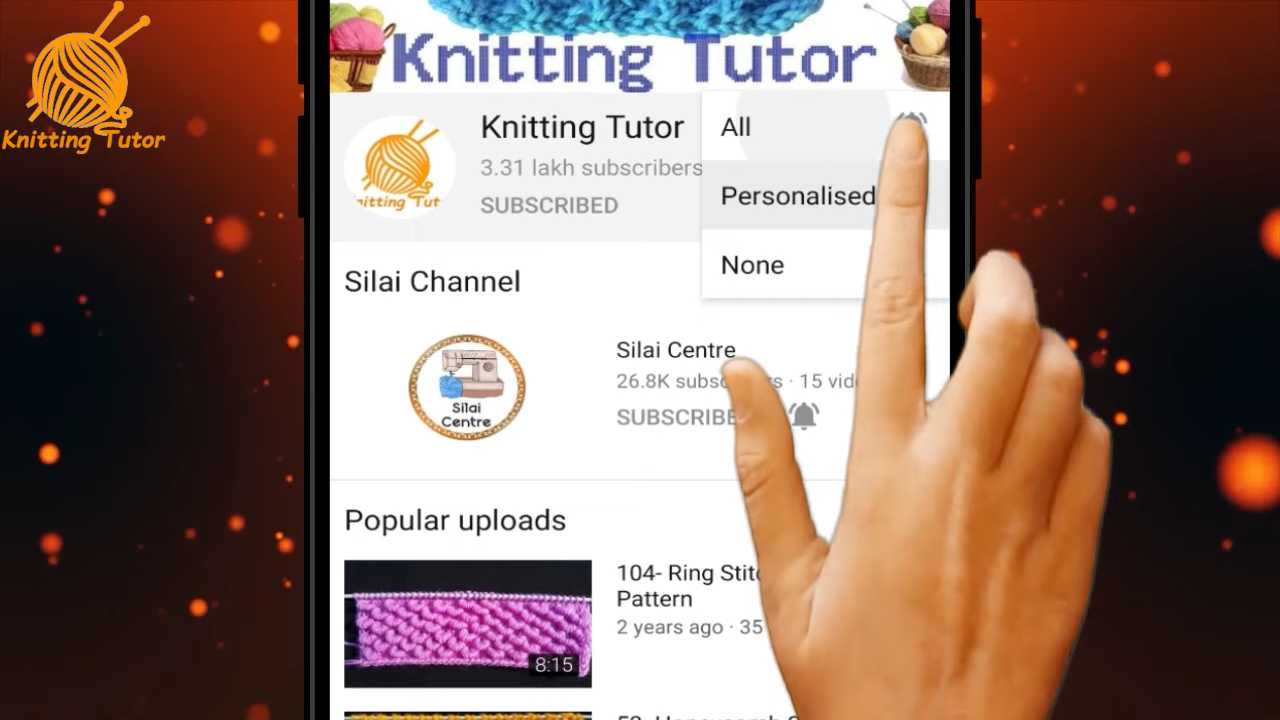 Knitting Tutor
Knitting Tutor
Knitting Tutor
All
3.31 lakh subscribers
Personalised
SUBSCRIBED
None
Silai Channel
Silai Centre
26.8K · 15
Silai
Centre
Popular uploads
104- Ring
Pattern
2 years ago · 35
8:15